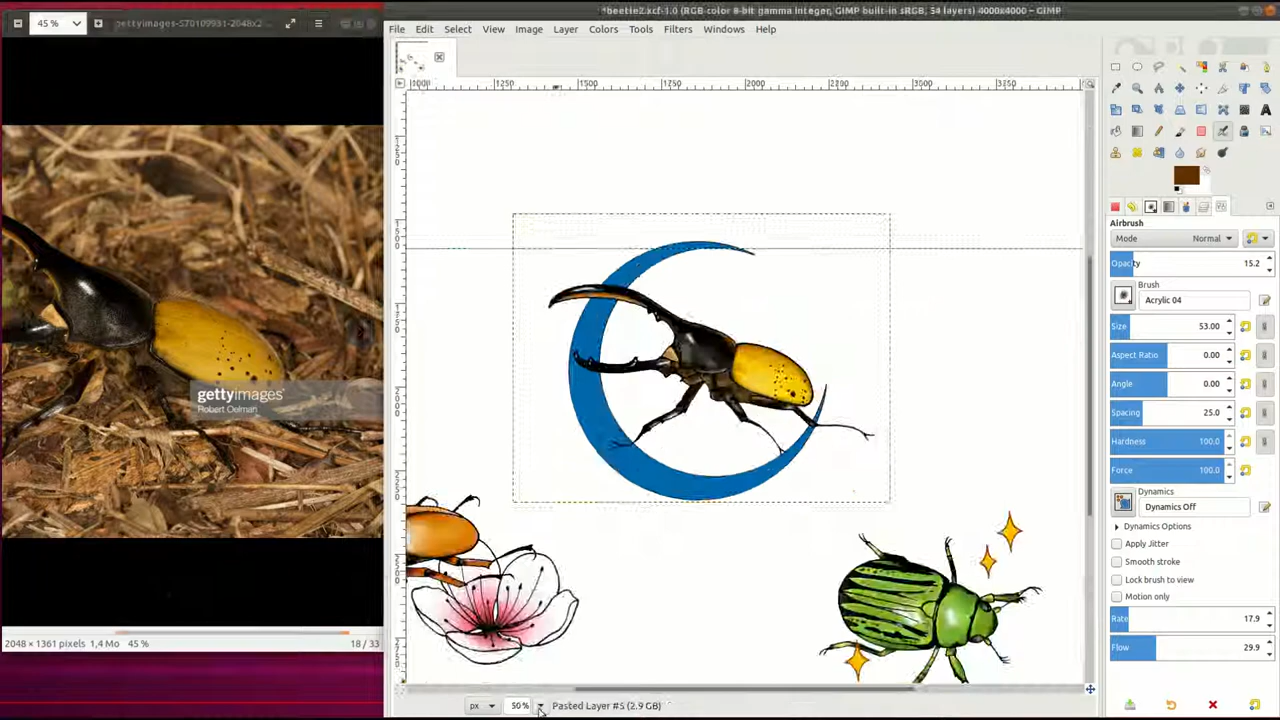 *beetle2.xcf-1.0 (RGB color 8-bit gamma integer, GIMP built-in sRGB, 54 layers) 4000x4000 – GIMP
45 %
gettyimages-570109931-2048x2
File Edit Select View Image Layer Colors Tools Filters Windows Help
1000 1250 1500 1750 2000 2250 3000
Airbrush
Mode Normal
Opacity 15.2
Brush
Acrylic 04
Size 53.00
Aspect Ratio 0.00
Angle 0.00
Spacing 25.0
Hardness 100.0
Force 100.0
Dynamics
Dynamics Off
Dynamics Options
Apply Jitter
Smooth stroke
Lock brush to view
Motion only
Rate 17.9
Flow 29.9
gettyimages
Robert Oelman
2048 × 1361 pixels 1,4 Mo 45 % 18 / 33
px 50 % Pasted Layer #5 (2.9 GB)